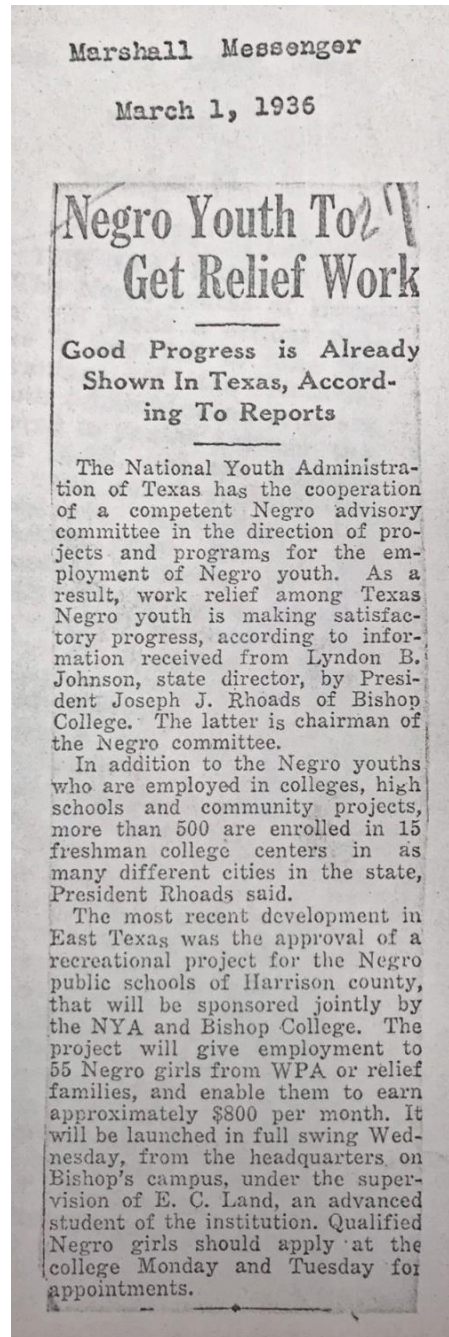 Marshall Messenger
March 1, 1936
Negro Youth To
Get Relief Work
Good Progress is Already
Shown In Texas, Accord-
ing To Reports
The National Youth Administra-
tion of Texas has the cooperation
of a competent Negro advisory
committee in the direction of pro-
jects and programs for the em-
ployment of Negro youth. As a
result, work relief among Texas
Negro youth is making satisfac-
tory progress, according to infor-
mation received from Lyndon B.
Johnson, state director, by Presi-
dent Joseph J. Rhoads of Bishop
College. The latter is chairman of
the Negro committee.
In addition to the Negro youths
who are employed in colleges, high
schools and community projects,
more than 500 are enrolled in 15
freshman college centers in as
many different cities in the state,
President Rhoads said.
The most recent development in
East Texas was the approval of a
recreational project for the Negro
public schools of Harrison county,
that will be sponsored jointly by
the NYA and Bishop College. The
project will give employment to
55 Negro girls from WPA or relief
families, and enable them to earn
approximately $800 per month. It
will be launched in full swing Wed-
nesday, from the headquarters on
Bishop's campus, under the super-
vision of E. C. Land, an advanced
student of the institution. Qualified
Negro girls should apply at the
college Monday and Tuesday for
appointments.